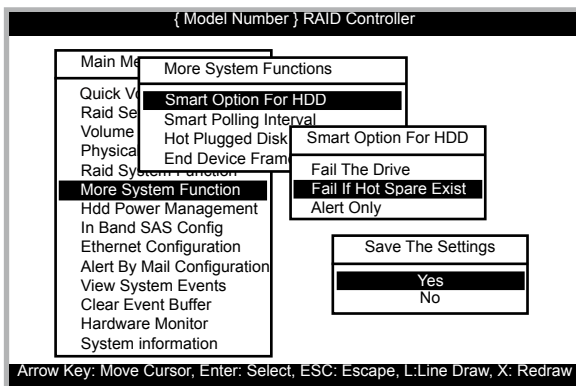 { Model Number } RAID Controller
Main Me
Quick Vo
Raid Se
Volume
Physica
Raid System Function
More System Function
Hdd Power Management
In Band SAS Config
Ethernet Configuration
Alert By Mail Configuration
View System Events
Clear Event Buffer
Hardware Monitor
System information
More System Functions
Smart Option For HDD
Smart Polling Interval
Hot Plugged Disk
End Device Fram
Smart Option For HDD
Fail The Drive
Fail If Hot Spare Exist
Alert Only
Save The Settings
Yes
No
Arrow Key: Move Cursor, Enter: Select, ESC: Escape, L:Line Draw, X: Redraw